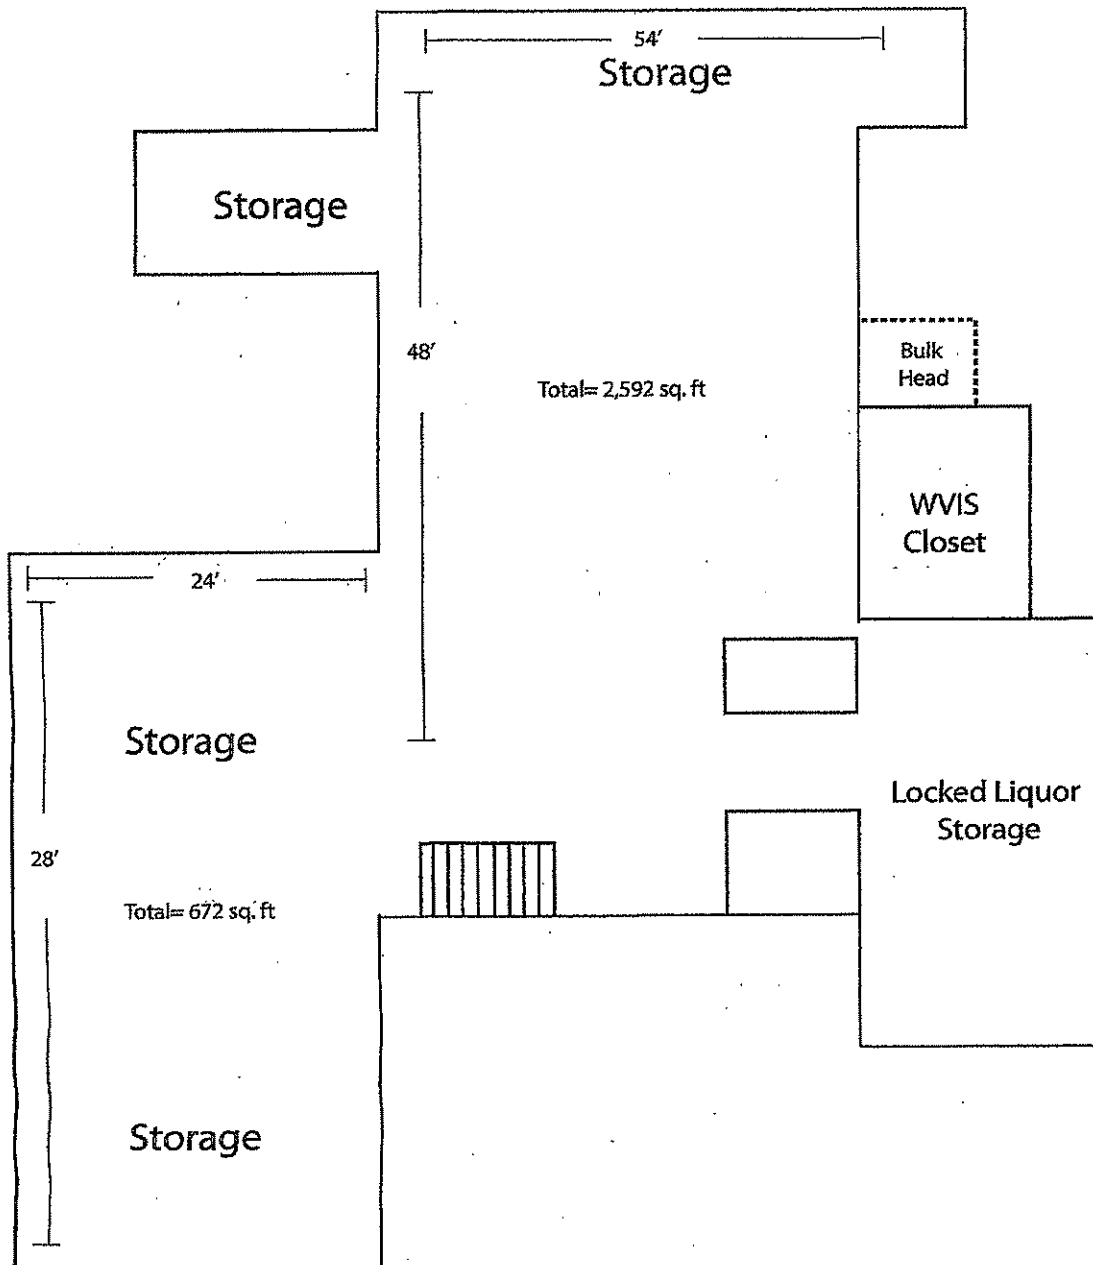 54'
Storage
Storage
48'
Bulk
Head
Total= 2,592 sq. ft
WVIS
Closet
24'
Storage
Locked Liquor
Storage
28'
Total= 672 sq. ft
Storage